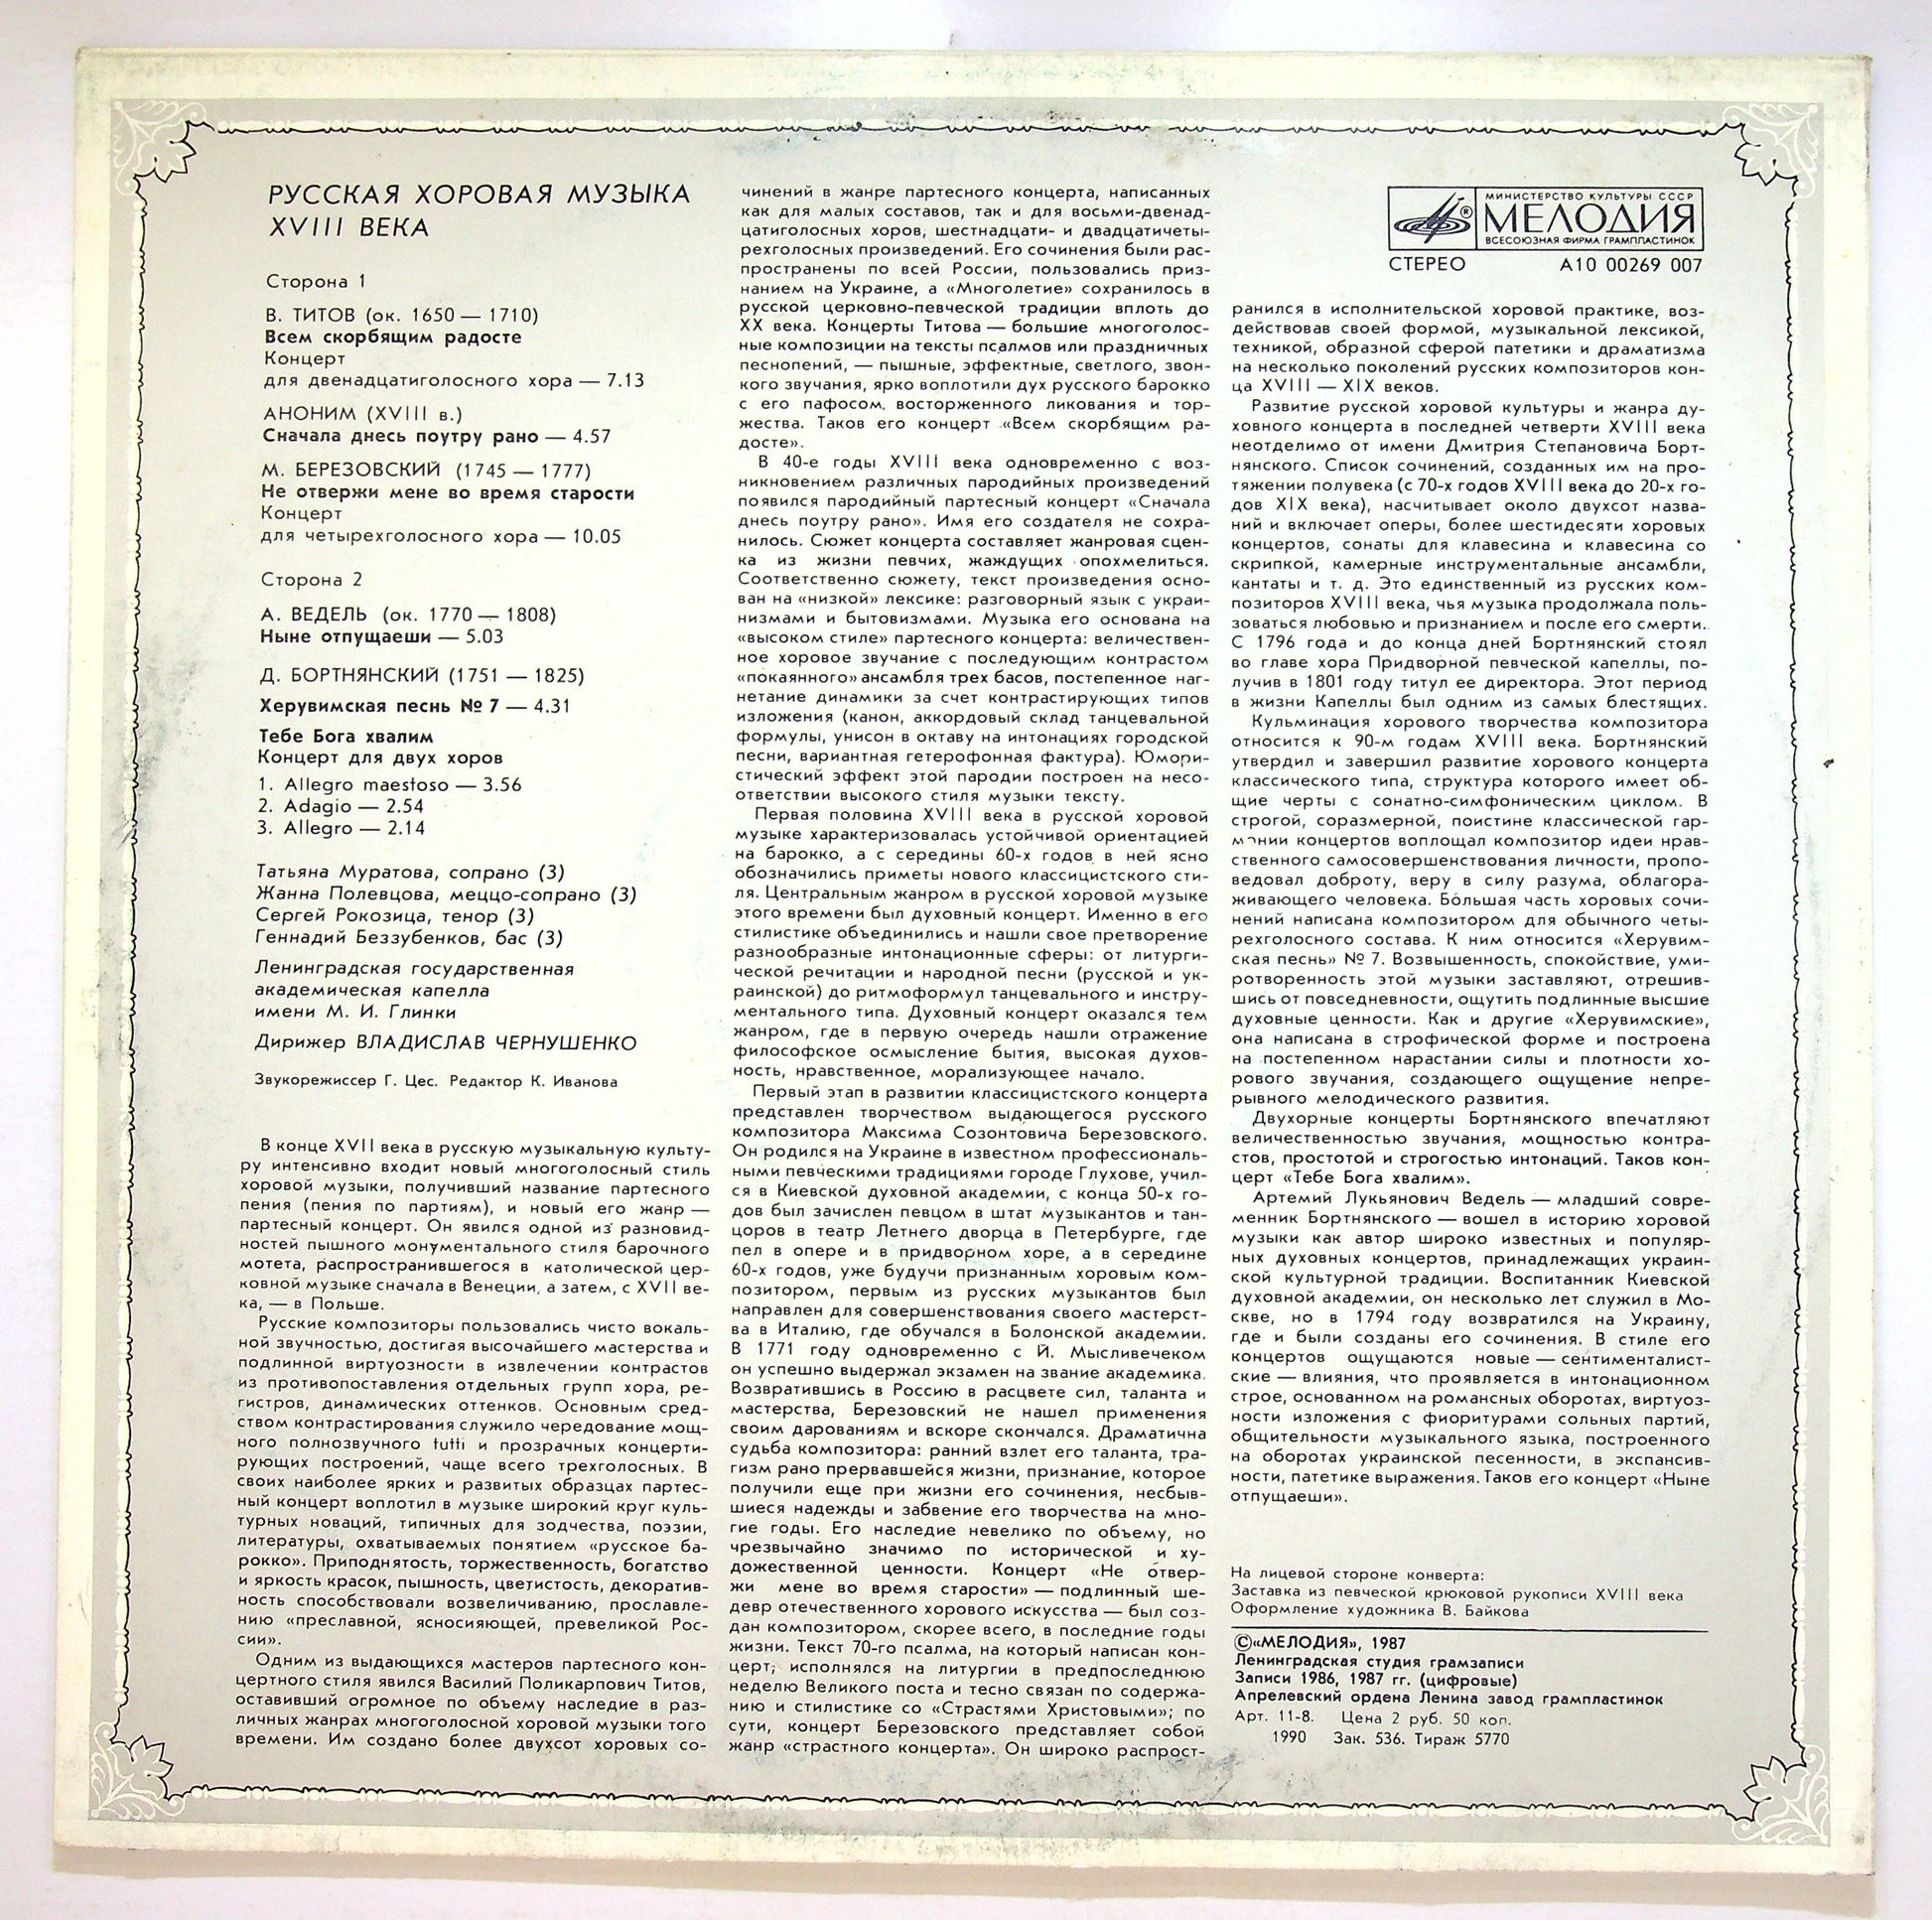 РУССКАЯ ХОРОВАЯ МУЗЫКА
XVIII ВЕКА
Сторона 1
В. ТИТОВ (ок. 1650 — 1710)
Всем скорбящим радосте
Концерт
для двенадцатиголосного хора — 7.13
АНОНИМ (XVIII в.)
Сначала днесь поутру рано — 4.57
М. БЕРЕЗОВСКИЙ (1745 — 1777)
Не отвержи мене во время старости
Концерт
для четырехголосного хора — 10.05
Сторона 2
А. ВЕДЕЛЬ (ок. 1770 — 1808)
Ныне отпущаеши — 5.03
Д. БОРТНЯНСКИЙ (1751 — 1825)
Херувимская песнь № 7 — 4.31
Тебе Бога хвалим
Концерт для двух хоров
1. Allegro maestoso — 3.56
2. Adagio — 2.54
3. Allegro — 2.14
Татьяна Муратова, сопрано (3)
Жанна Полевцова, меццо-сопрано (3)
Сергей Рокозица, тенор (3)
Геннадий Беззубенков, бас (3)
Ленинградская государственная
академическая капелла
имени М. И. Глинки
Дирижер ВЛАДИСЛАВ ЧЕРНУШЕНКО
Звукорежиссер Г. Цес. Редактор К. Иванова
В конце XVII века в русскую музыкальную культу-
ру интенсивно входит новый многоголосный стиль
хоровой музыки, получивший название партесного
пения (пения по партиям), и новый его жанр —
партесный концерт. Он явился одной из разновид-
ностей пышного монументального стиля барочного
мотета, распространившегося в католической цер-
ковной музыке сначала в Венеции, а затем, с XVII ве-
ка, — в Польше.
Русские композиторы пользовались чисто вокаль-
ной звучностью, достигая высочайшего мастерства и
подлинной виртуозности в извлечении контрастов
из противопоставления отдельных групп хора, ре-
гистров, динамических оттенков. Основным сред-
ством контрастирования служило чередование мощ-
ного полнозвучного tutti и прозрачных концерти-
рующих построений, чаще всего трехголосных. В
своих наиболее ярких и развитых образцах партес-
ный концерт воплотил в музыке широкий круг куль-
турных новаций, типичных для зодчества, поэзии,
литературы, охватываемых понятием «русское ба-
рокко». Приподнятость, торжественность, богатство
и яркость красок, пышность, цветистость, декоратив-
ность способствовали возвеличиванию, прославле-
нию «преславной, ясносияющей, превеликой Рос-
сии».
Одним из выдающихся мастеров партесного кон-
цертного стиля явился Василий Поликарпович Титов,
оставивший огромное по объему наследие в раз-
личных жанрах многоголосной хоровой музыки того
времени. Им создано более двухсот хоровых со-
чинений в жанре партесного концерта, написанных
как для малых составов, так и для восьми-двенад-
цатиголосных хоров, шестнадцати- и двадцатичеты-
рехголосных произведений. Его сочинения были рас-
пространены по всей России, пользовались приз-
нанием на Украине, а «Многолетие» сохранилось в
русской церковно-певческой традиции вплоть до
XX века. Концерты Титова — большие многоголос-
ные композиции на тексты псалмов или праздничных
песнопений, — пышные, эффектные, светлого, звон-
кого звучания, ярко воплотили дух русского барокко
с его пафосом, восторженного ликования и тор-
жества. Таков его концерт «Всем скорбящим ра-
досте».
В 40-е годы XVIII века одновременно с воз-
никновением различных пародийных произведений
появился пародийный партесный концерт «Сначала
днесь поутру рано». Имя его создателя не сохра-
нилось. Сюжет концерта составляет жанровая сцен-
ка из жизни певчих, жаждущих опохмелиться.
Соответственно сюжету, текст произведения осно-
ван на «низкой» лексике: разговорный язык с украи-
низмами и бытовизмами. Музыка его основана на
«высоком стиле» партесного концерта: величествен-
ное хоровое звучание с последующим контрастом
«покаянного» ансамбля трех басов, постепенное наг-
нетание динамики за счет контрастирующих типов
изложения (канон, аккордовый склад танцевальной
формулы, унисон в октаву на интонациях городской
песни, вариантная гетерофонная фактура). Юмори-
стический эффект этой пародии построен на несо-
ответствии высокого стиля музыки тексту.
Первая половина XVIII века в русской хоровой
музыке характеризовалась устойчивой ориентацией
на барокко, а с середины 60-х годов в ней ясно
обозначились приметы нового классицистского сти-
ля. Центральным жанром в русской хоровой музыке
этого времени был духовный концерт. Именно в его
стилистике объединились и нашли свое претворение
разнообразные интонационные сферы: от литурги-
ческой речитации и народной песни (русской и ук-
раинской) до ритмоформул танцевального и инстру-
ментального типа. Духовный концерт оказался тем
жанром, где в первую очередь нашли отражение
философское осмысление бытия, высокая духов-
ность, нравственное, морализующее начало.
Первый этап в развитии классицистского концерта
представлен творчеством выдающегося русского
композитора Максима Созонтовича Березовского.
Он родился на Украине в известном профессиональ-
ными певческими традициями городе Глухове, учил-
ся в Киевской духовной академии, с конца 50-х го-
дов был зачислен певцом в штат музыкантов и тан-
цоров в театр Летнего дворца в Петербурге, где
пел в опере и в придворном хоре, а в середине
60-х годов, уже будучи признанным хоровым ком-
позитором, первым из русских музыкантов был
направлен для совершенствования своего мастерст-
ва в Италию, где обучался в Болонской академии.
В 1771 году одновременно с Й. Мысливечеком
он успешно выдержал экзамен на звание академика.
Возвратившись в Россию в расцвете сил, таланта и
мастерства, Березовский не нашел применения
своим дарованиям и вскоре скончался. Драматична
судьба композитора: ранний взлет его таланта, тра-
гизм рано прервавшейся жизни, признание, которое
получили еще при жизни его сочинения, несбыв-
шиеся надежды и забвение его творчества на мно-
гие годы. Его наследие невелико по объему, но
чрезвычайно значимо по исторической и ху-
дожественной ценности. Концерт «Не отвер-
жи мене во время старости» — подлинный ше-
девр отечественного хорового искусства — был соз-
дан композитором, скорее всего, в последние годы
жизни. Текст 70-го псалма, на который написан кон-
церт, исполнялся на литургии в предпоследнюю
неделю Великого поста и тесно связан по содержа-
нию и стилистике со «Страстями Христовыми»; по
сути, концерт Березовского представляет собой
жанр «страстного концерта». Он широко распрост-
МИНИСТЕРСТВО КУЛЬТУРЫ СССР
МЕЛОДИЯ
ВСЕСОЮЗНАЯ ФИРМА ГРАМПЛАСТИНОК
СТЕРЕО А10 00269 007
ранился в исполнительской хоровой практике, воз-
действовав своей формой, музыкальной лексикой,
техникой, образной сферой патетики и драматизма
на несколько поколений русских композиторов кон-
ца XVIII — XIX веков.
Развитие русской хоровой культуры и жанра ду-
ховного концерта в последней четверти XVIII века
неотделимо от имени Дмитрия Степановича Борт-
нянского. Список сочинений, созданных им на про-
тяжении полувека (с 70-х годов XVIII века до 20-х го-
дов XIX века), насчитывает около двухсот назва-
ний и включает оперы, более шестидесяти хоровых
концертов, сонаты для клавесина и клавесина со
скрипкой, камерные инструментальные ансамбли,
кантаты и т. д. Это единственный из русских ком-
позиторов XVIII века, чья музыка продолжала поль-
зоваться любовью и признанием и после его смерти.
С 1796 года и до конца дней Бортнянский стоял
во главе хора Придворной певческой капеллы, по-
лучив в 1801 году титул ее директора. Этот период
в жизни Капеллы был одним из самых блестящих.
Кульминация хорового творчества композитора
относится к 90-м годам XVIII века. Бортнянский
утвердил и завершил развитие хорового концерта
классического типа, структура которого имеет об-
щие черты с сонатно-симфоническим циклом. В
строгой, соразмерной, поистине классической гар-
монии концертов воплощал композитор идеи нрав-
ственного самосовершенствования личности, пропо-
ведовал доброту, веру в силу разума, облагора-
живающего человека. Бо́льшая часть хоровых сочи-
нений написана композитором для обычного четы-
рехголосного состава. К ним относится «Херувим-
ская песнь» № 7. Возвышенность, спокойствие, уми-
ротворенность этой музыки заставляют, отрешив-
шись от повседневности, ощутить подлинные высшие
духовные ценности. Как и другие «Херувимские»,
она написана в строфической форме и построена
на постепенном нарастании силы и плотности хо-
рового звучания, создающего ощущение непре-
рывного мелодического развития.
Двухорные концерты Бортнянского впечатляют
величественностью звучания, мощностью контра-
стов, простотой и строгостью интонаций. Таков кон-
церт «Тебе Бога хвалим».
Артемий Лукьянович Ведель — младший совре-
менник Бортнянского — вошел в историю хоровой
музыки как автор широко известных и популяр-
ных духовных концертов, принадлежащих украин-
ской культурной традиции. Воспитанник Киевской
духовной академии, он несколько лет служил в Мо-
скве, но в 1794 году возвратился на Украину,
где и были созданы его сочинения. В стиле его
концертов ощущаются новые — сентименталист-
ские — влияния, что проявляется в интонационном
строе, основанном на романсных оборотах, виртуоз-
ности изложения с фиоритурами сольных партий,
общительности музыкального языка, построенного
на оборотах украинской песенности, в экспансив-
ности, патетике выражения. Таков его концерт «Ныне
отпущаеши».
На лицевой стороне конверта:
Заставка из певческой крюковой рукописи XVIII века
Оформление художника В. Байкова
©«МЕЛОДИЯ», 1987
Ленинградская студия грамзаписи
Записи 1986, 1987 гг. (цифровые)
Апрелевский ордена Ленина завод грампластинок
Арт. 11-8. Цена 2 руб. 50 коп.
1990 Зак. 536. Тираж 5770